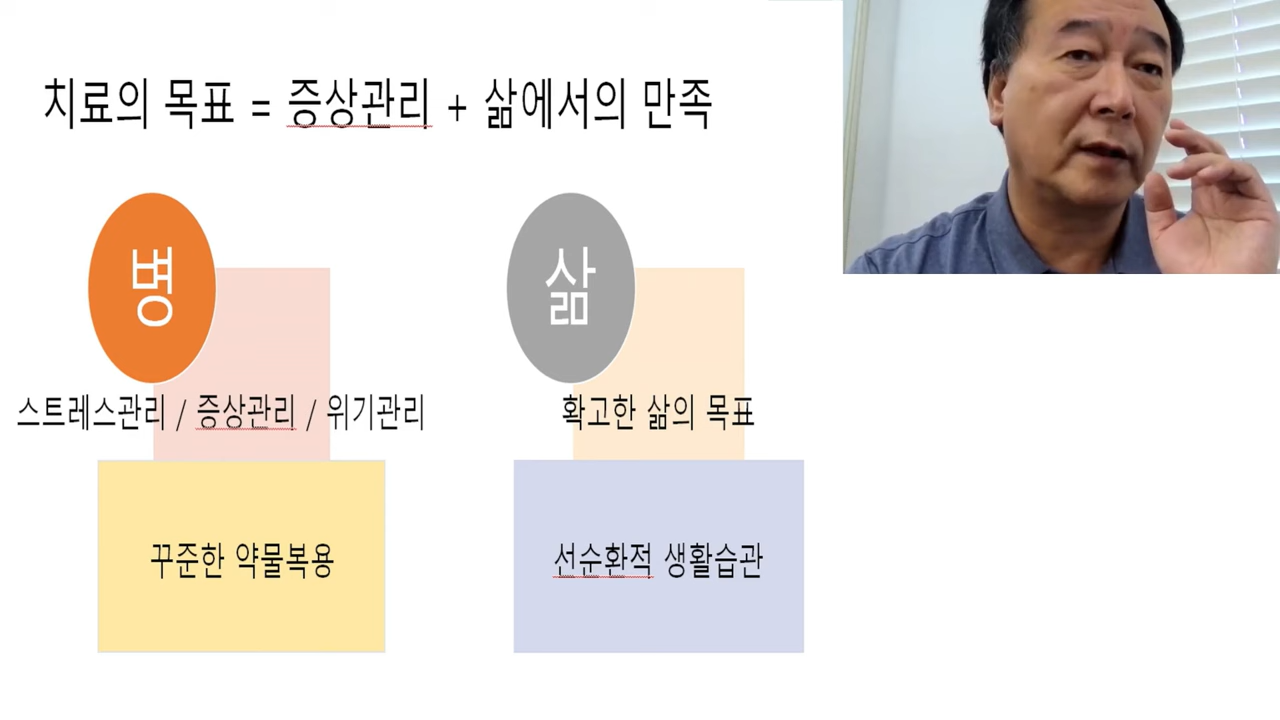 치료의 목표 = 증상관리 + 삶에서의 만족
병
스트레스관리 / 증상관리 / 위기관리
꾸준한 약물복용
삶
확고한 삶의 목표
선순환적 생활습관